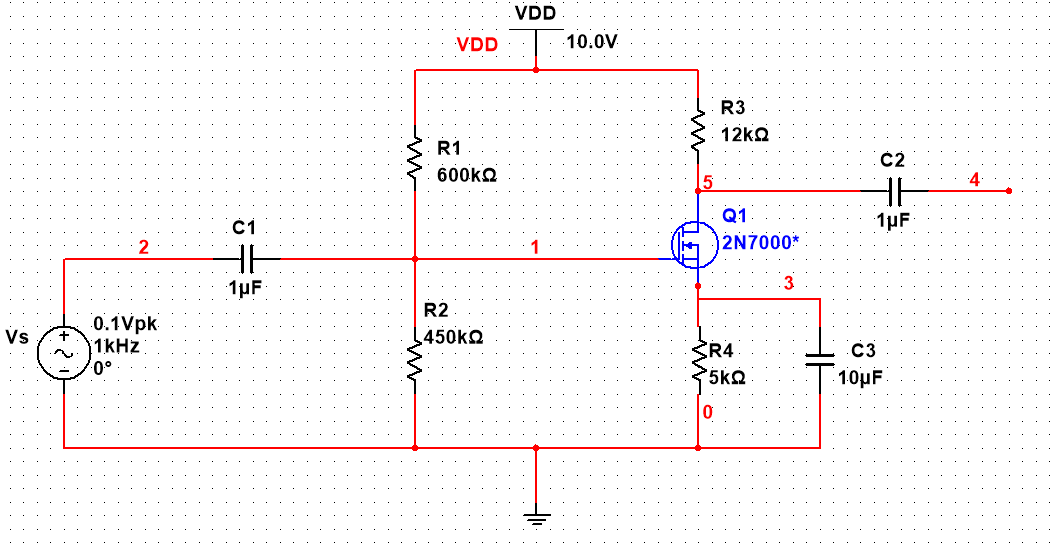 VDD
VDD
10.0V
R3
12kΩ
R1
600kΩ
C2
1µF
4
5
Q1
2N7000*
C1
1µF
2
1
3
R2
450kΩ
Vs
0.1Vpk
1kHz
0°
R4
5kΩ
C3
10µF
0